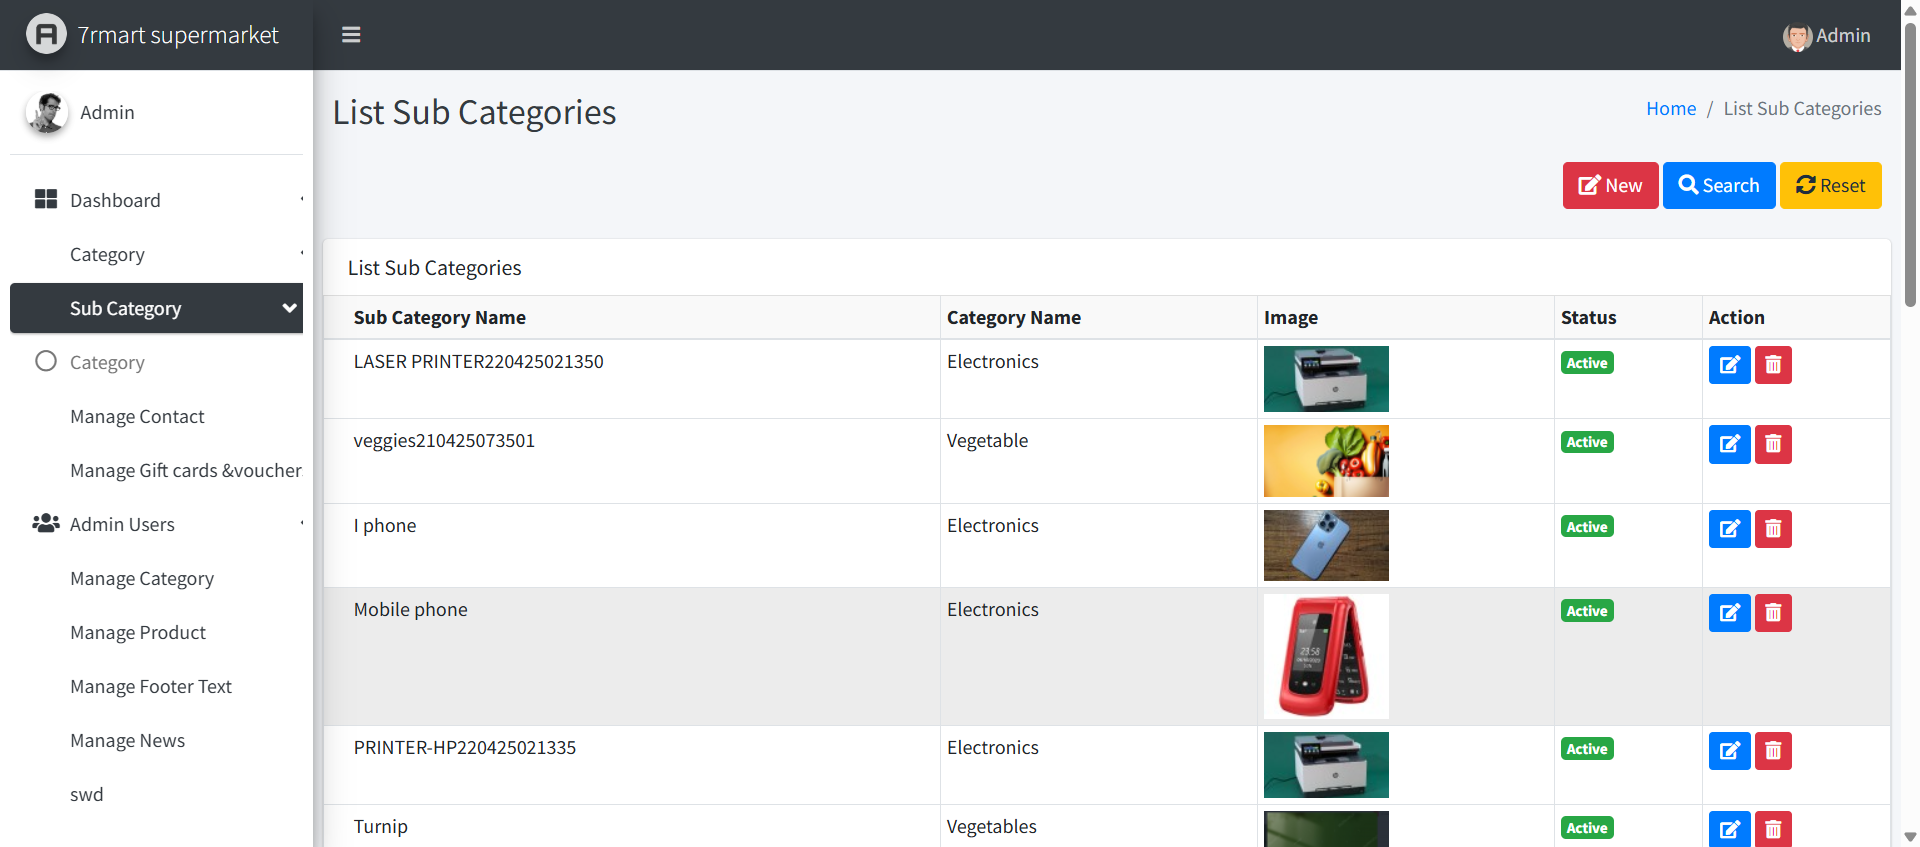 7rmart supermarket
Admin
Admin
List Sub Categories
Home / List Sub Categories
New Search Reset
Dashboard
Category
Sub Category
Category
Manage Contact
Manage Gift cards &voucher
Admin Users
Manage Category
Manage Product
Manage Footer Text
Manage News
swd
List Sub Categories
Sub Category Name Category Name Image Status Action
LASER PRINTER220425021350 Electronics Active
veggies210425073501 Vegetable Active
I phone Electronics Active
Mobile phone Electronics Active
23:58
PRINTER-HP220425021335 Electronics Active
Turnip Vegetables Active